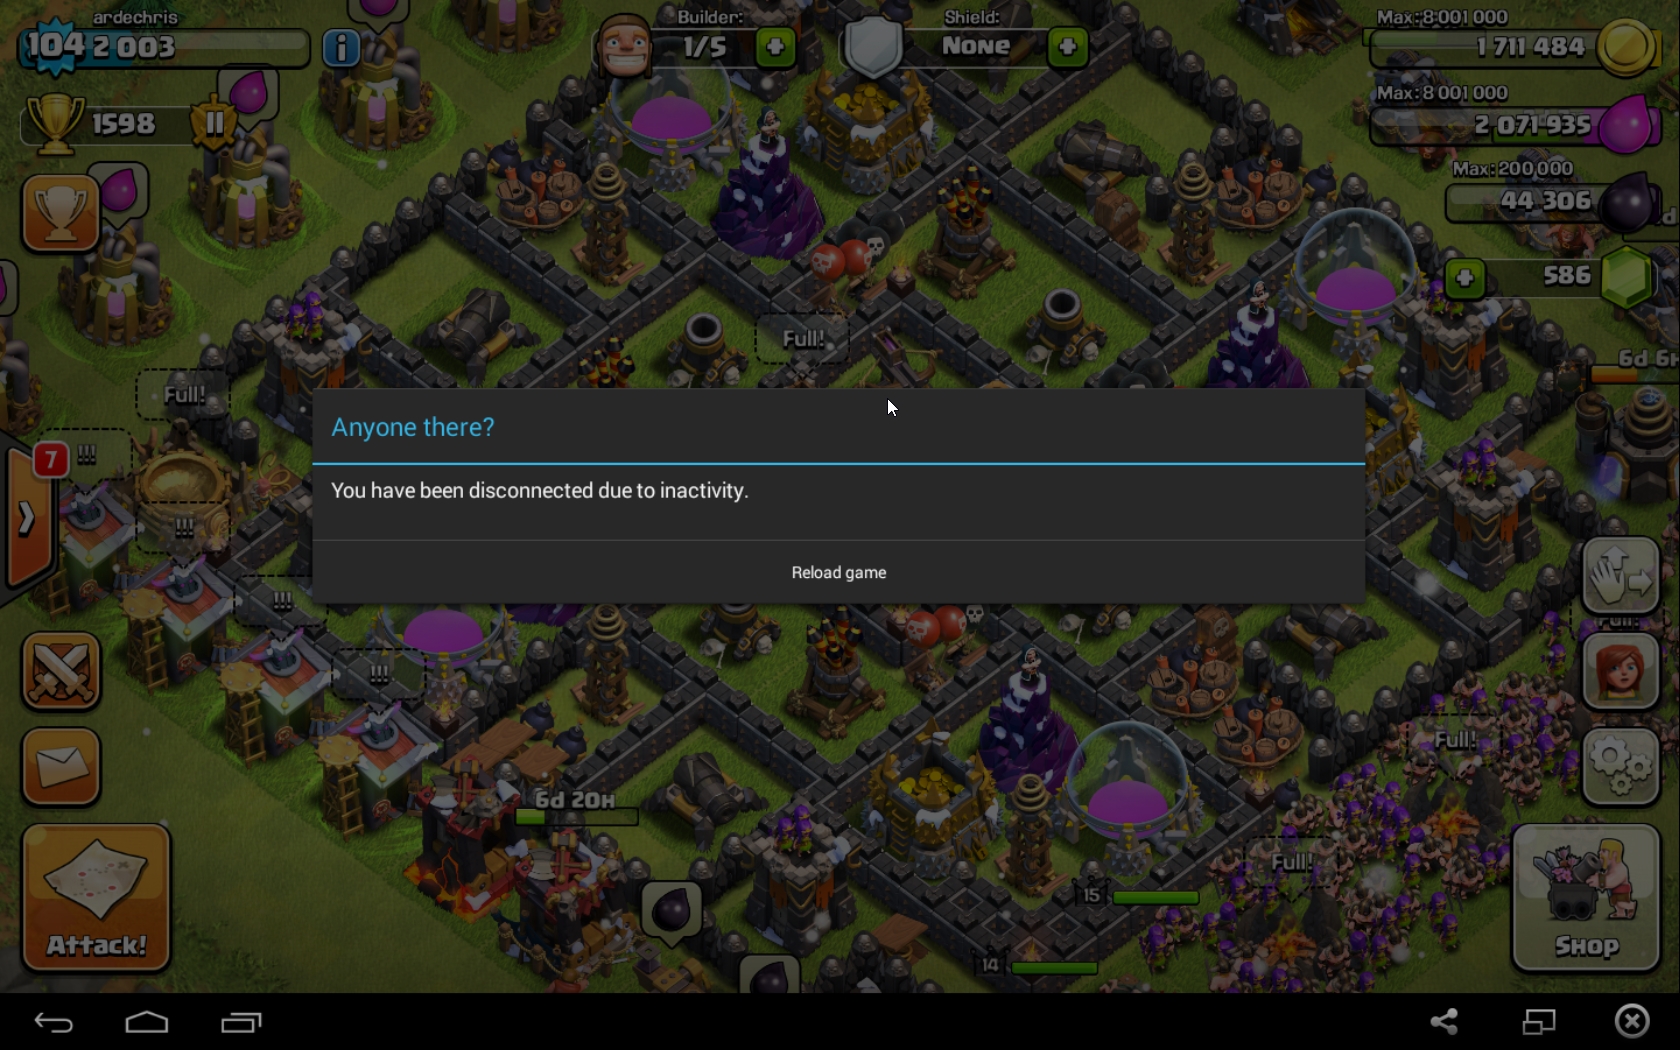 ardechris
104 2 003
i
Builder:
1/5
Shield:
None
Max: 8 001 000
1 711 484
Max: 8 001 000
2 071 935
Max: 200 000
44 306
586
1598
II
Full!
Full!
6d 6H
Anyone there?
You have been disconnected due to inactivity.
Reload game
7
!!!
!!!
!!!
!!!
Full!
Full!
Full!
6d 20H
15
14
Attack!
Shop